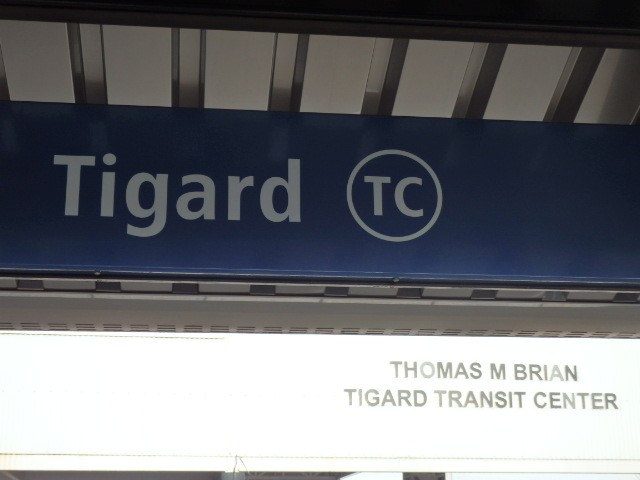 Tigard TC
THOMAS M BRIAN
TIGARD TRANSIT CENTER